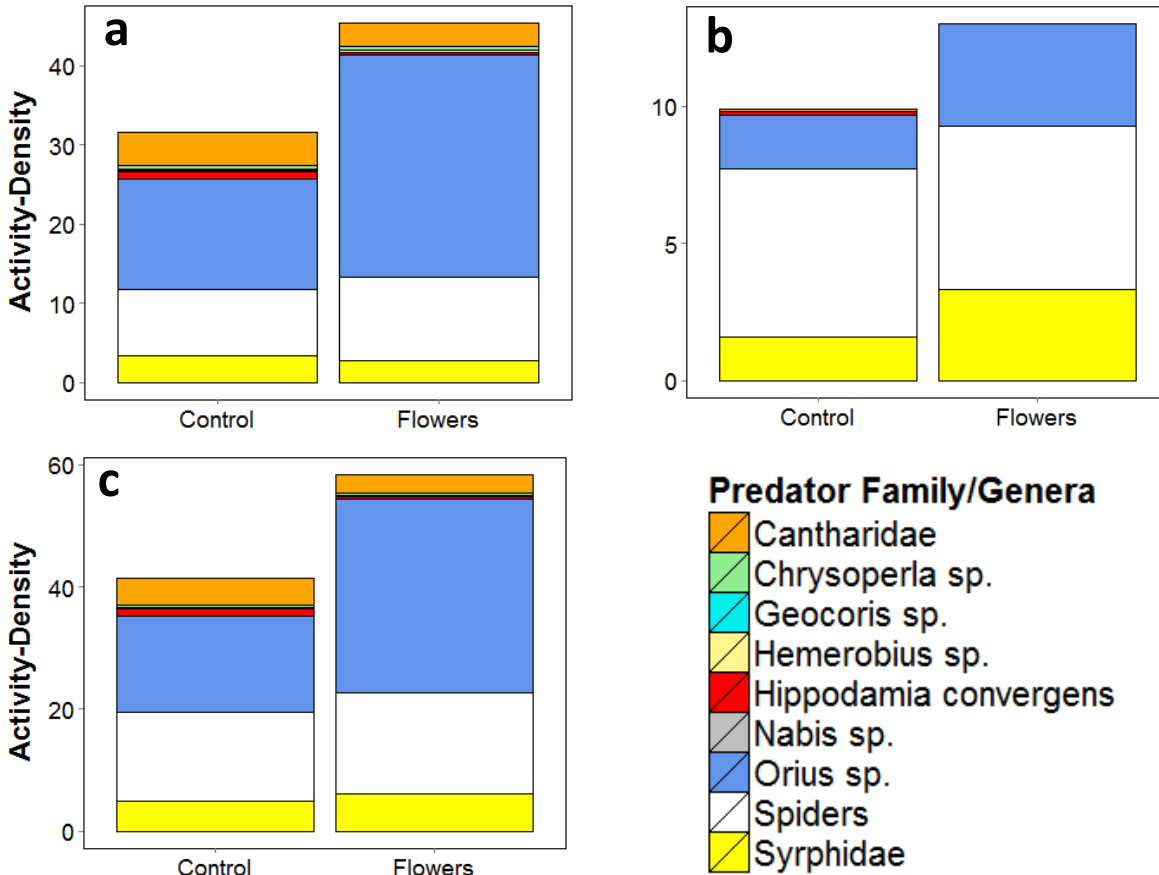 a
Activity-Density
40
30
20
10
0
Control Flowers
b
10
5
0
Control Flowers
c
Activity-Density
60
40
20
0
Control Flowers
Predator Family/Genera
Cantharidae
Chrysoperla sp.
Geocoris sp.
Hemerobius sp.
Hippodamia convergens
Nabis sp.
Orius sp.
Spiders
Syrphidae